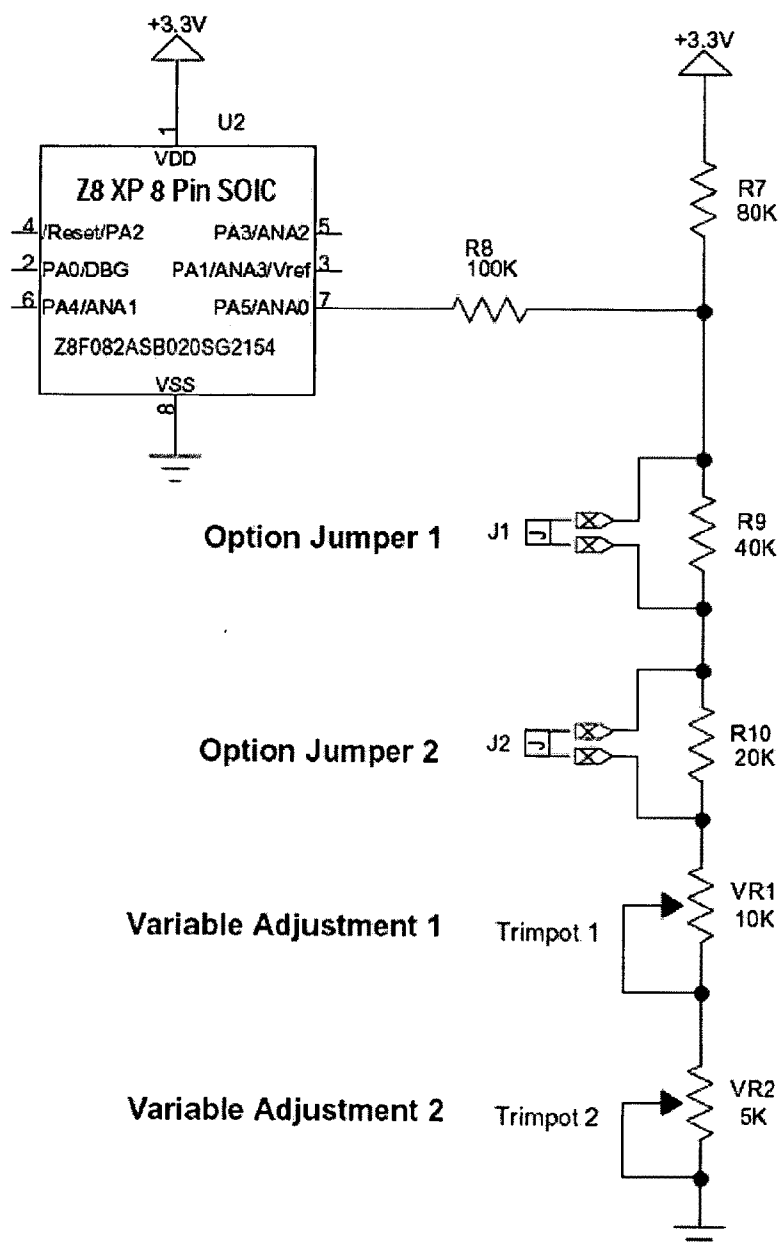 +3.3V
+3.3V
1
U2
VDD
Z8 XP 8 Pin SOIC
4 /Reset/PA2 PA3/ANA2 5
2 PA0/DBG PA1/ANA3/Vref 3
6 PA4/ANA1 PA5/ANA0 7
Z8F082ASB020SG2154
VSS
8
R7
80K
R8
100K
Option Jumper 1
J1
J
R9
40K
Option Jumper 2
J2
J
R10
20K
Variable Adjustment 1
Trimpot 1
VR1
10K
Variable Adjustment 2
Trimpot 2
VR2
5K